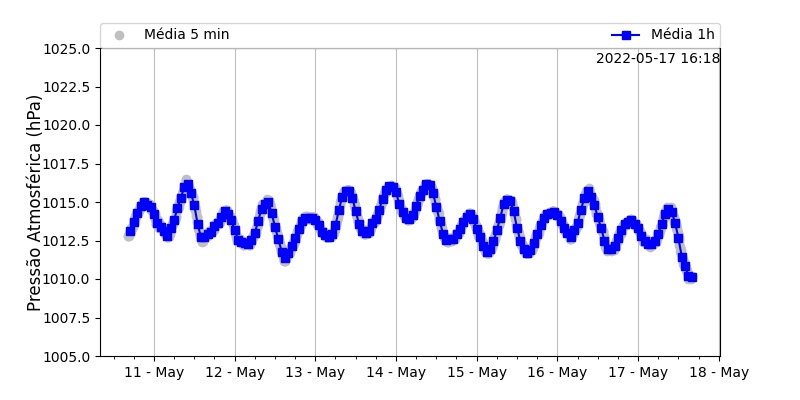 Média 5 min
Média 1h
2022-05-17 16:18
Pressão Atmosférica (hPa)
1025.0
1022.5
1020.0
1017.5
1015.0
1012.5
1010.0
1007.5
1005.0
11 - May
12 - May
13 - May
14 - May
15 - May
16 - May
17 - May
18 - May